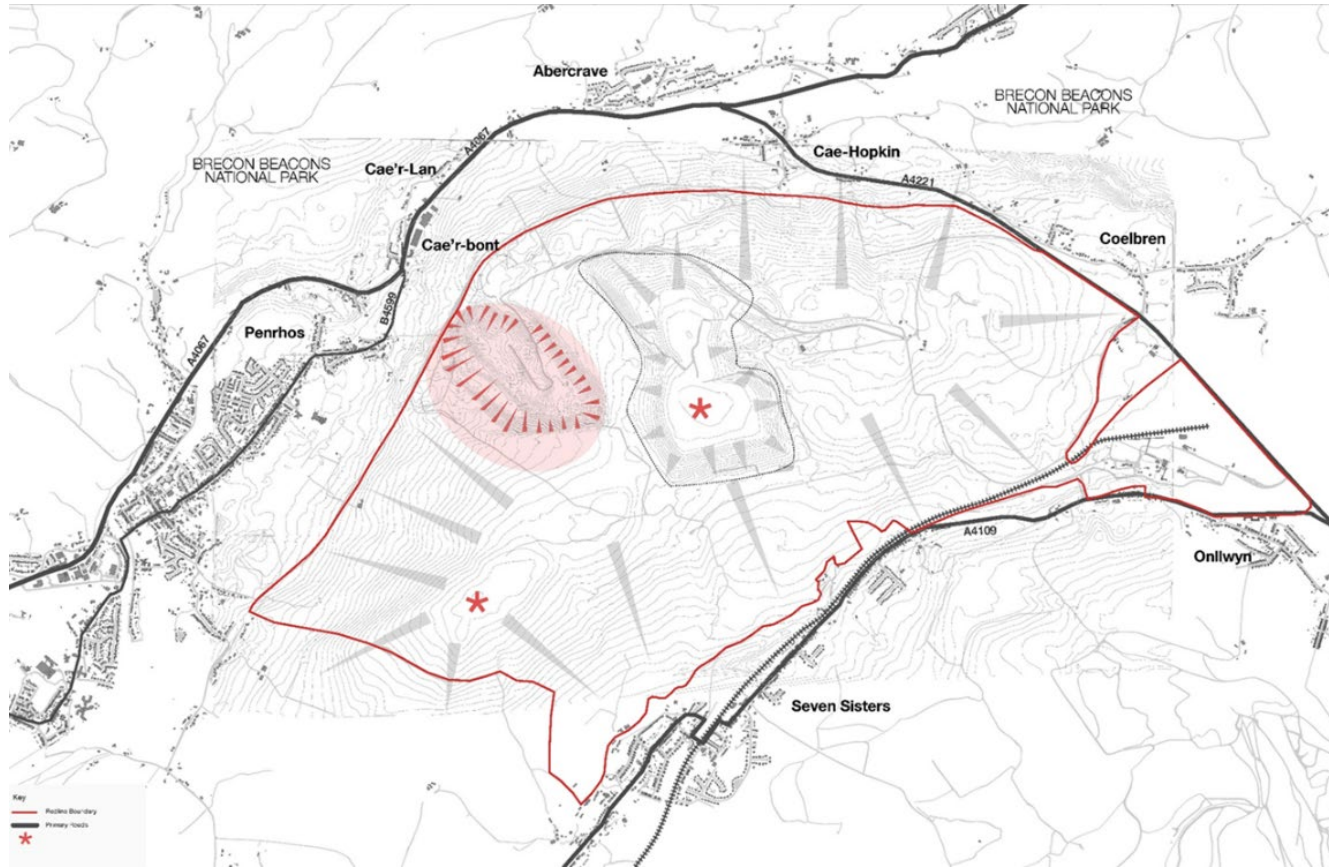 Abercrave
BRECON BEACONS
NATIONAL PARK
A4067
Cae-Hopkin
BRECON BEACONS
NATIONAL PARK
Cae'r-Lan
A4221
Coelbren
Cae'r-bont
B4599
Penrhos
A4067
A4109
Onllwyn
Seven Sisters
Key
Redline Boundary
Primary Roads